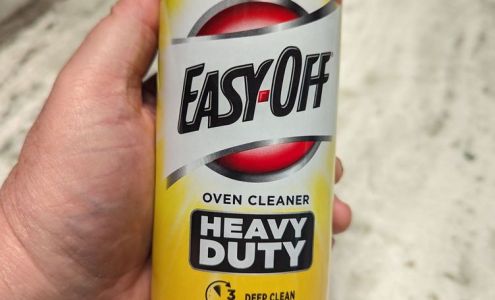 EASY-OFF
OVEN CLEANER
HEAVY
DUTY
3 DEEP CLEAN